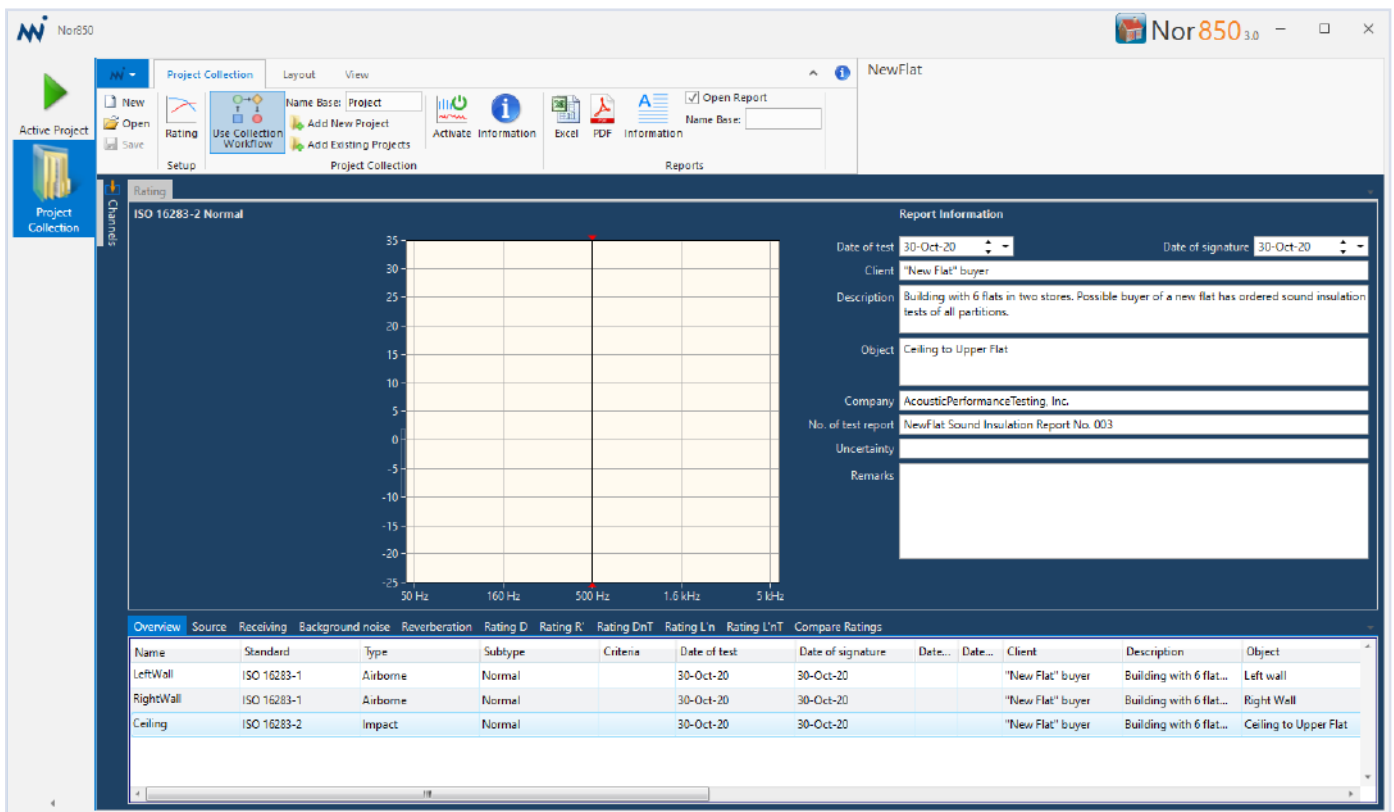 Nor850
Nor850 3.0
Project Collection Layout View
NewFlat
New
Open
Save
Rating
Setup
Use Collection
Workflow
Name Base: Project
Add New Project
Add Existing Projects
Activate Information
Project Collection
Excel PDF Information
Open Report
Name Base:
Reports
Active Project
Project
Collection
Channels
Rating
ISO 16283-2 Normal
35
30
25
20
15
10
5
0
-5
-10
-15
-20
-25
50 Hz 160 Hz 500 Hz 1.6 kHz 5 kHz
Report Information
Date of test 30-Oct-20 Date of signature 30-Oct-20
Client "New Flat" buyer
Description Building with 6 flats in two stores. Possible buyer of a new flat has ordered sound insulation
tests of all partitions.
Object Ceiling to Upper Flat
Company AcousticPerformanceTesting, Inc.
No. of test report NewFlat Sound Insulation Report No. 003
Uncertainty
Remarks
Overview Source Receiving Background noise Reverberation Rating D Rating R' Rating DnT Rating L'n Rating L'nT Compare Ratings
Name Standard Type Subtype Criteria Date of test Date of signature Date... Date... Client Description Object
LeftWall ISO 16283-1 Airborne Normal 30-Oct-20 30-Oct-20 "New Flat" buyer Building with 6 flat... Left wall
RightWall ISO 16283-1 Airborne Normal 30-Oct-20 30-Oct-20 "New Flat" buyer Building with 6 flat... Right Wall
Ceiling ISO 16283-2 Impact Normal 30-Oct-20 30-Oct-20 "New Flat" buyer Building with 6 flat... Ceiling to Upper Flat